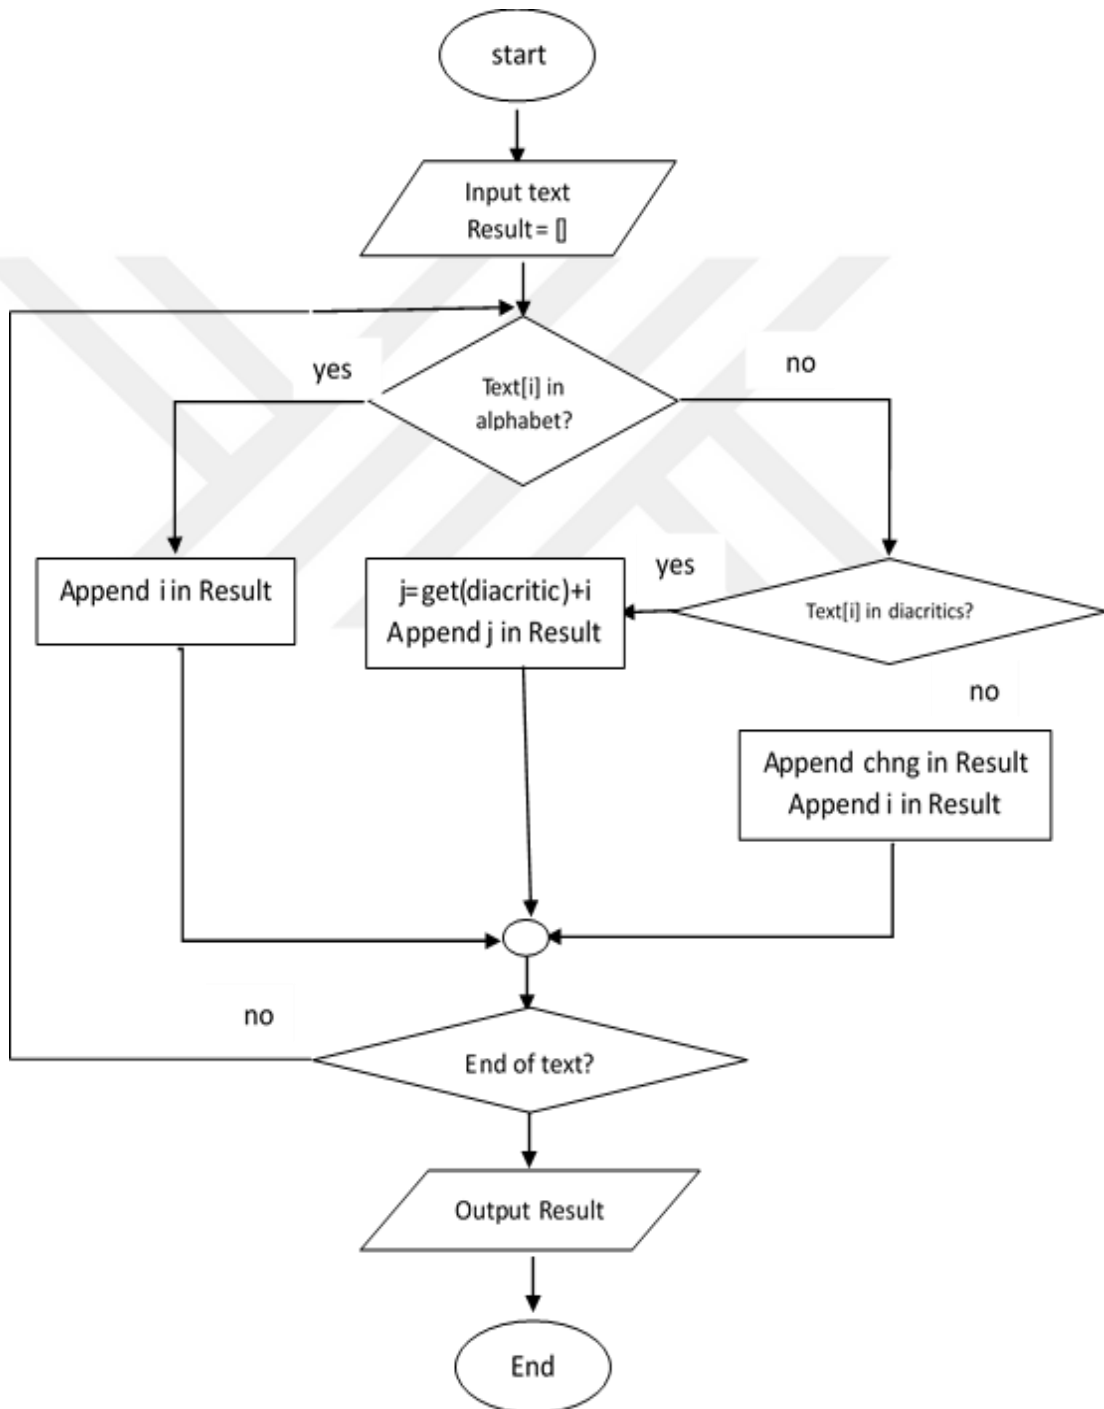 start
Input text
Result = []
yes
no
Text[i] in
alphabet?
Append i in Result
j=get(diacritic)+i
Append j in Result
yes
Text[i] in diacritics?
no
Append chng in Result
Append i in Result
no
End of text?
Output Result
End